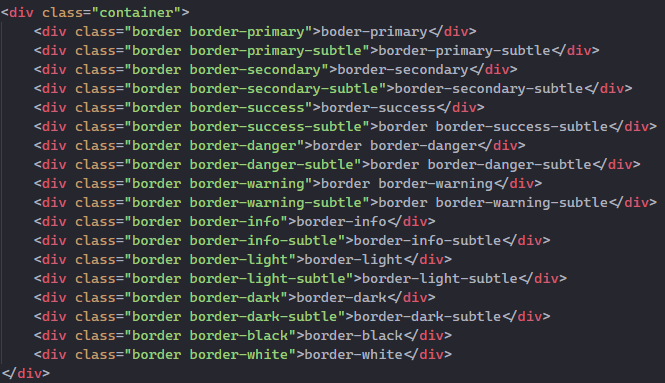 <div class="container">
<div class="border border-primary">boder-primary</div>
<div class="border border-primary-subtle">border-primary-subtle</div>
<div class="border border-secondary">border-secondary</div>
<div class="border border-secondary-subtle">border-secondary-subtle</div>
<div class="border border-success">border-success</div>
<div class="border border-success-subtle">border border-success-subtle</div>
<div class="border border-danger">border border-danger</div>
<div class="border border-danger-subtle">border border-danger-subtle</div>
<div class="border border-warning">border border-warning</div>
<div class="border border-warning-subtle">border border-warning-subtle</div>
<div class="border border-info">border-info</div>
<div class="border border-info-subtle">border-info-subtle</div>
<div class="border border-light">border-light</div>
<div class="border border-light-subtle">border-light-subtle</div>
<div class="border border-dark">border-dark</div>
<div class="border border-dark-subtle">border-dark-subtle</div>
<div class="border border-black">border-black</div>
<div class="border border-white">border-white</div>
</div>